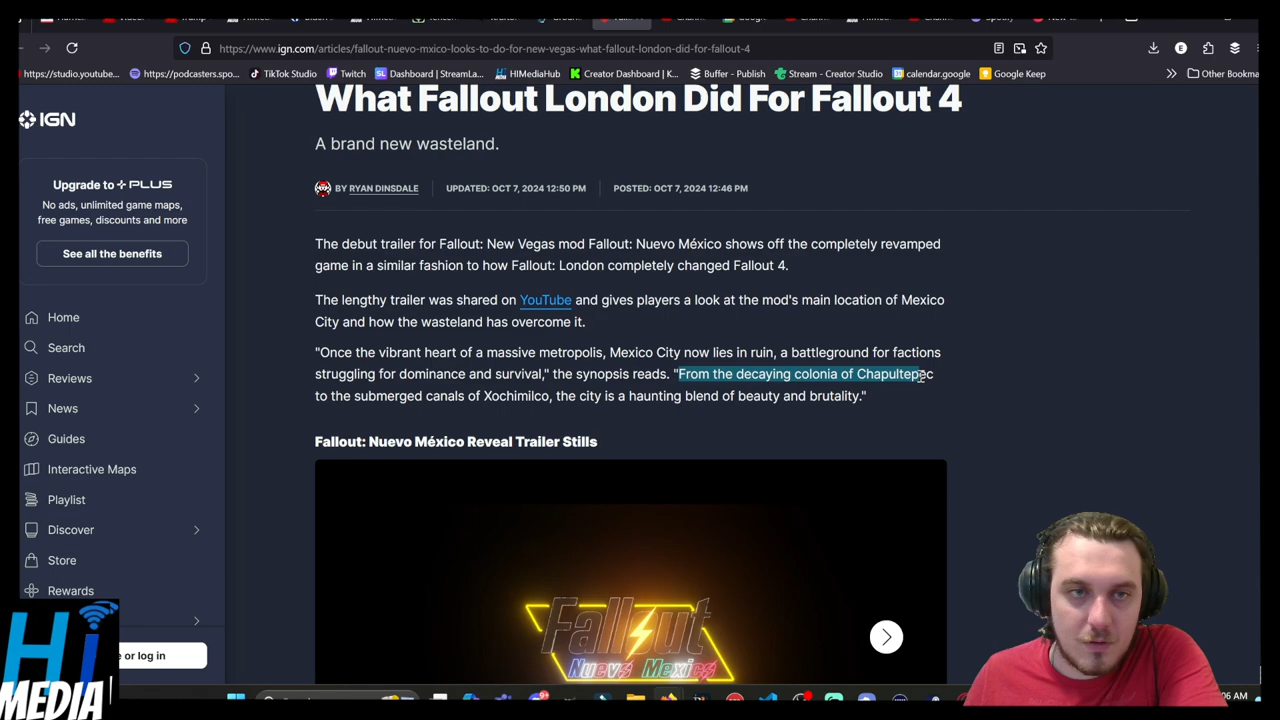 https://www.ign.com/articles/fallout-nuevo-mxico-looks-to-do-for-new-vegas-what-fallout-london-did-for-fallout-4
https://studio.youtube... https://podcasters.spo... TikTok Studio Twitch Dashboard | StreamLa... HIMediaHub Creator Dashboard | K... Buffer - Publish Stream - Creator Studio calendar.google Google Keep Other Bookma
IGN
Upgrade to PLUS
No ads, unlimited game maps,
free games, discounts and more
See all the benefits
Home
Search
Reviews
News
Guides
Interactive Maps
Playlist
Discover
Store
Rewards
e or log in
What Fallout London Did For Fallout 4
A brand new wasteland.
BY RYAN DINSDALE UPDATED: OCT 7, 2024 12:50 PM POSTED: OCT 7, 2024 12:46 PM
The debut trailer for Fallout: New Vegas mod Fallout: Nuevo México shows off the completely revamped
game in a similar fashion to how Fallout: London completely changed Fallout 4.
The lengthy trailer was shared on YouTube and gives players a look at the mod's main location of Mexico
City and how the wasteland has overcome it.
"Once the vibrant heart of a massive metropolis, Mexico City now lies in ruin, a battleground for factions
struggling for dominance and survival," the synopsis reads. "From the decaying colonia of Chapultepec
to the submerged canals of Xochimilco, the city is a haunting blend of beauty and brutality."
Fallout: Nuevo México Reveal Trailer Stills
Fallout
Nuevo Mexico
Hi
MEDIA
06 AM